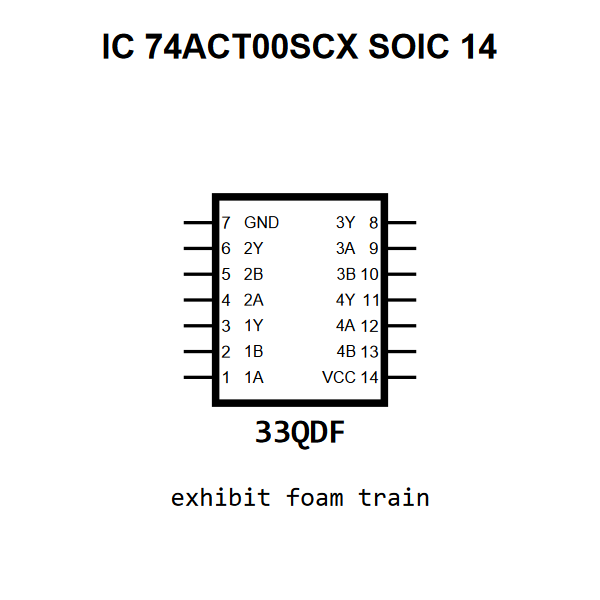 IC 74ACT00SCX SOIC 14
7 GND 3Y 8
6 2Y 3A 9
5 2B 3B 10
4 2A 4Y 11
3 1Y 4A 12
2 1B 4B 13
1 1A VCC 14
33QDF
exhibit foam train